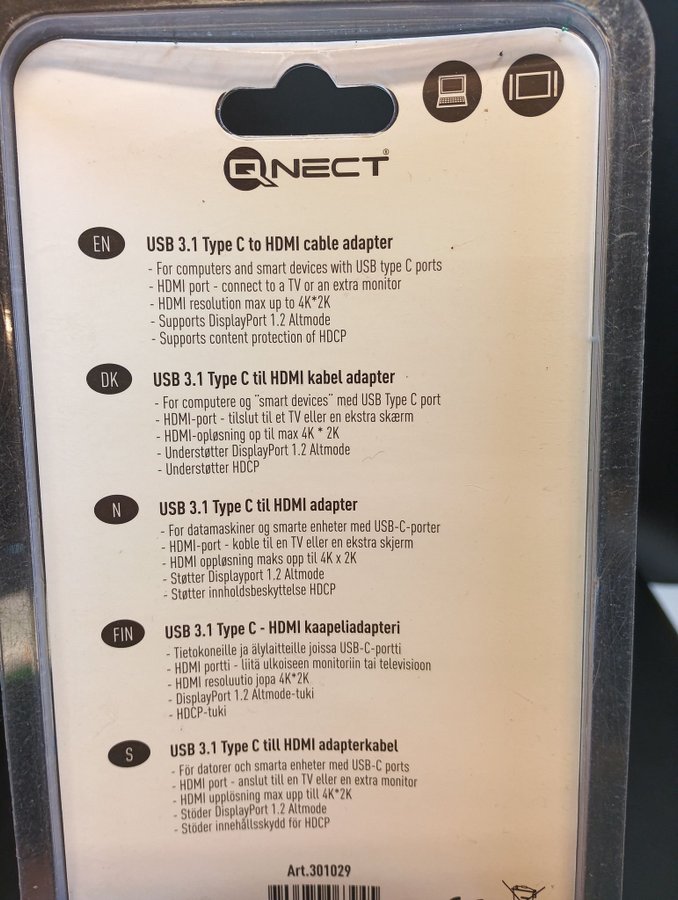 QNECT®
EN
USB 3.1 Type C to HDMI cable adapter
- For computers and smart devices with USB type C ports
- HDMI port - connect to a TV or an extra monitor
- HDMI resolution max up to 4K*2K
- Supports DisplayPort 1.2 Altmode
- Supports content protection of HDCP
DK
USB 3.1 Type C til HDMI kabel adapter
- For computere og "smart devices" med USB Type C port
- HDMI-port - tilslut til et TV eller en ekstra skærm
- HDMI-opløsning op til max 4K * 2K
- Understøtter DisplayPort 1.2 Altmode
- Understøtter HDCP
N
USB 3.1 Type C til HDMI adapter
- For datamaskiner og smarte enheter med USB-C-porter
- HDMI-port - koble til en TV eller en ekstra skjerm
- HDMI oppløsning maks opp til 4K x 2K
- Støtter Displayport 1.2 Altmode
- Støtter innholdsbeskyttelse HDCP
FIN
USB 3.1 Type C - HDMI kaapeliadapteri
- Tietokoneille ja älylaitteille joissa USB-C-portti
- HDMI portti - liitä ulkoiseen monitoriin tai televisioon
- HDMI resoluutio jopa 4K*2K
- DisplayPort 1.2 Altmode-tuki
- HDCP-tuki
S
USB 3.1 Type C till HDMI adapterkabel
- För datorer och smarta enheter med USB-C ports
- HDMI port - anslut till en TV eller en extra monitor
- HDMI upplösning max upp till 4K*2K
- Stöder DisplayPort 1.2 Altmode
- Stöder innehållsskydd för HDCP
Art.301029